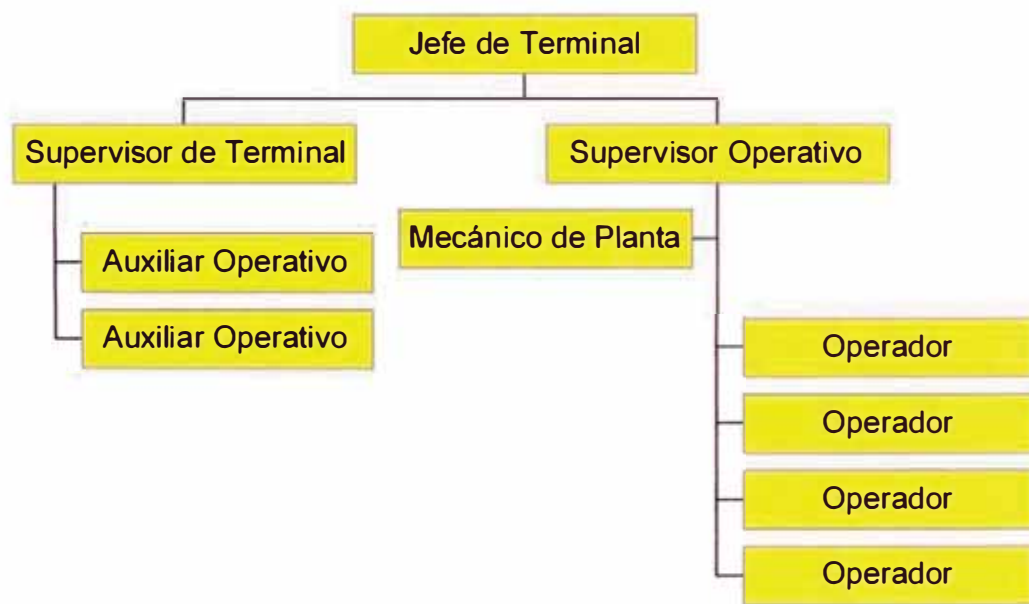 Jefe de Terminal
Supervisor de Terminal
Supervisor Operativo
Mecánico de Planta
Auxiliar Operativo
Auxiliar Operativo
Operador
Operador
Operador
Operador